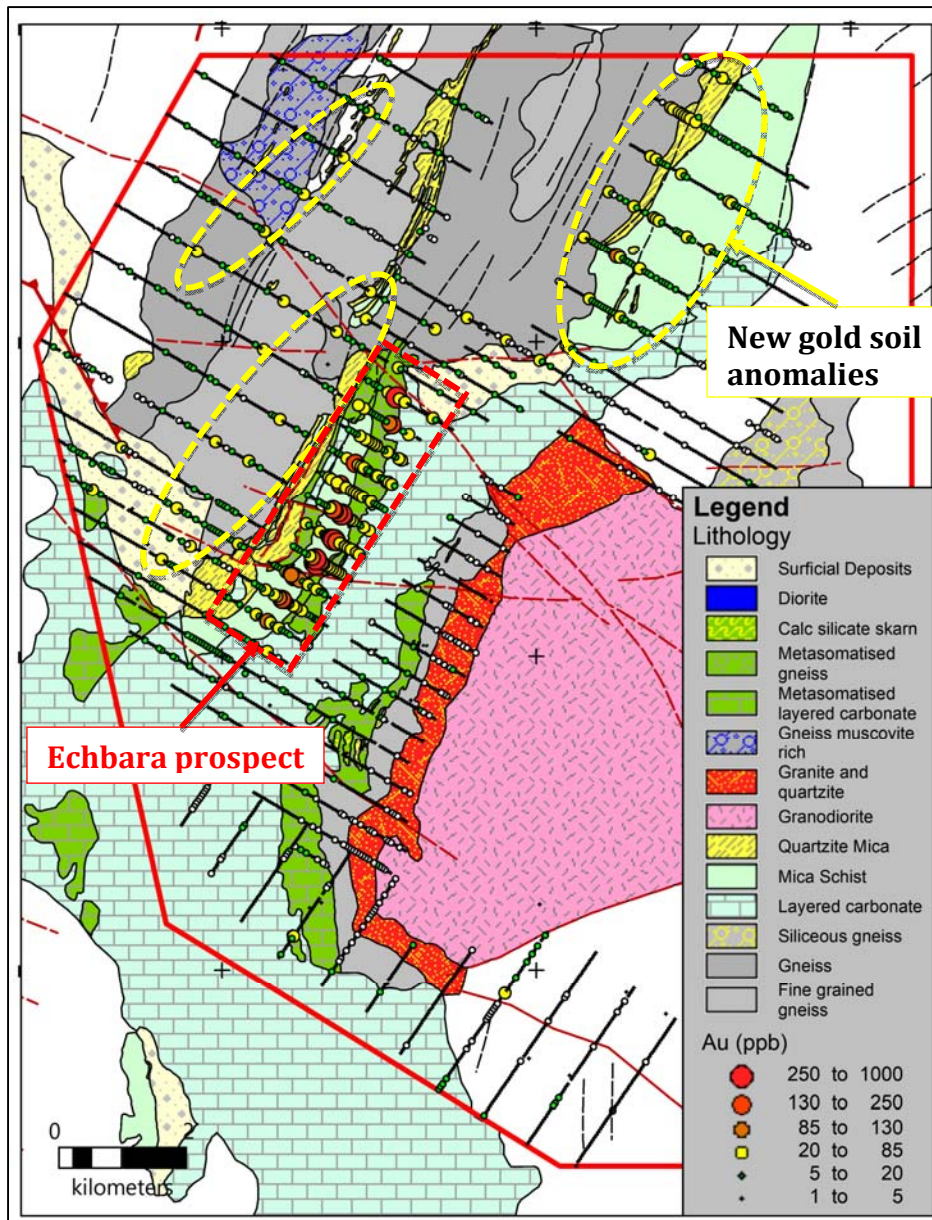 New gold soil
anomalies
Echbara prospect
Legend
Lithology
Surficial Deposits
Diorite
Calc silicate skarn
Metasomatised
gneiss
Metasomatised
layered carbonate
Gneiss muscovite
rich
Granite and
quartzite
Granodiorite
Quartzite Mica
Mica Schist
Layered carbonate
Siliceous gneiss
Gneiss
Fine grained
gneiss
Au (ppb)
250 to 1000
130 to 250
85 to 130
20 to 85
5 to 20
1 to 5
0 2
kilometers